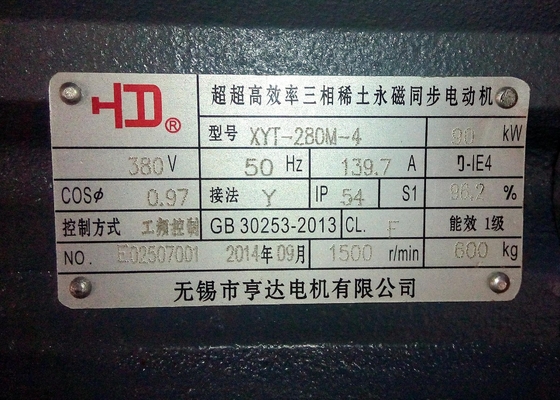 HD ®
超超高效率三相稀土永磁同步电动机
型号 XYT-280M-4 90 kW
380 V 50 Hz 139.7 A IE4
COSΦ 0.97 接法 Y IP 54 S1 96.2 %
控制方式 工频控制 GB 30253-2013 CL. F 能效 1级
NO. E02507001 2014年09月 1500 r/min 600 kg
无锡市亨达电机有限公司